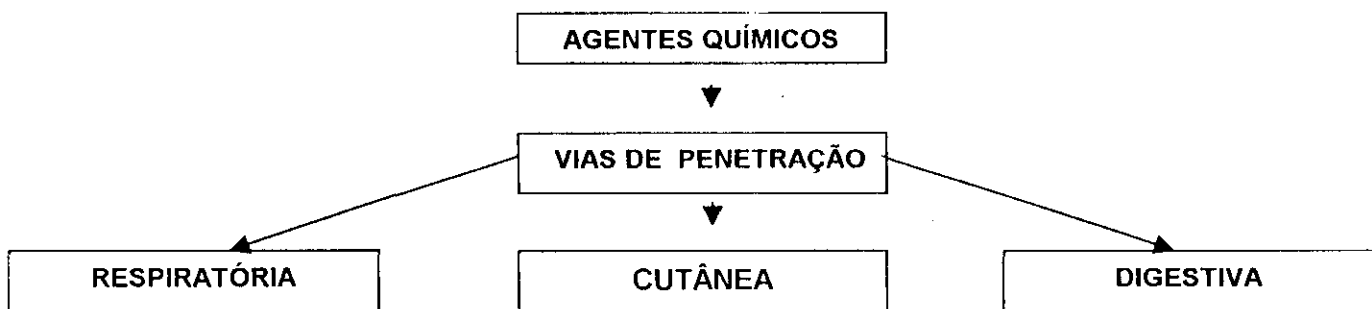 AGENTES QUÍMICOS
VIAS DE PENETRAÇÃO
RESPIRATÓRIA
CUTÂNEA
DIGESTIVA